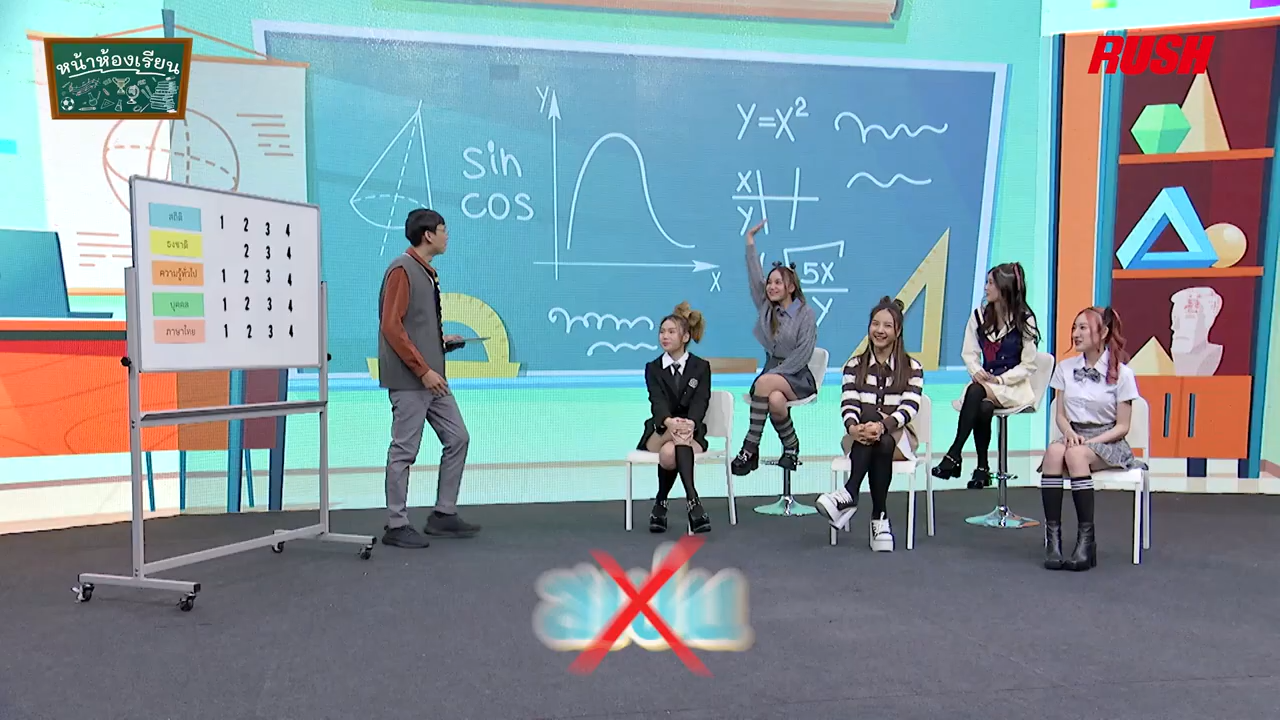 หน้าห้องเรียน
RUSH
sin
cos
Y
X
Y=X²
X
Y
√5X
Y
สถิติ 1 2 3 4
ธงชาติ 2 3 4
ความรู้ทั่วไป 1 2 3 4
บุคคล 1 2 3 4
ภาษาไทย 1 2 3 4